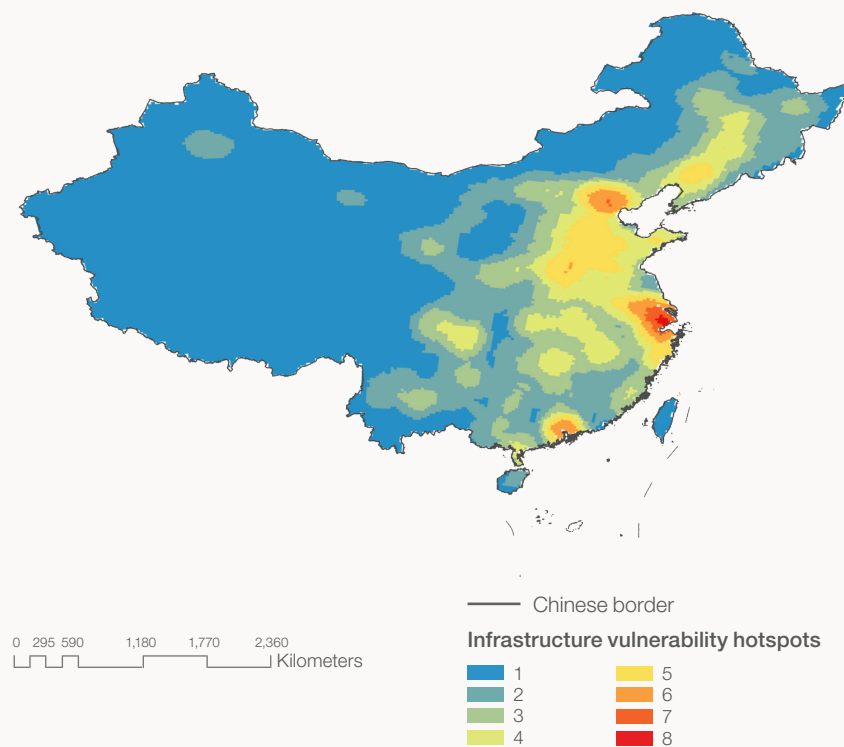 Chinese border
0 295 590 1,180 1,770 2,360
Kilometers
Infrastructure vulnerability hotspots
1 5
2 6
3 7
4 8